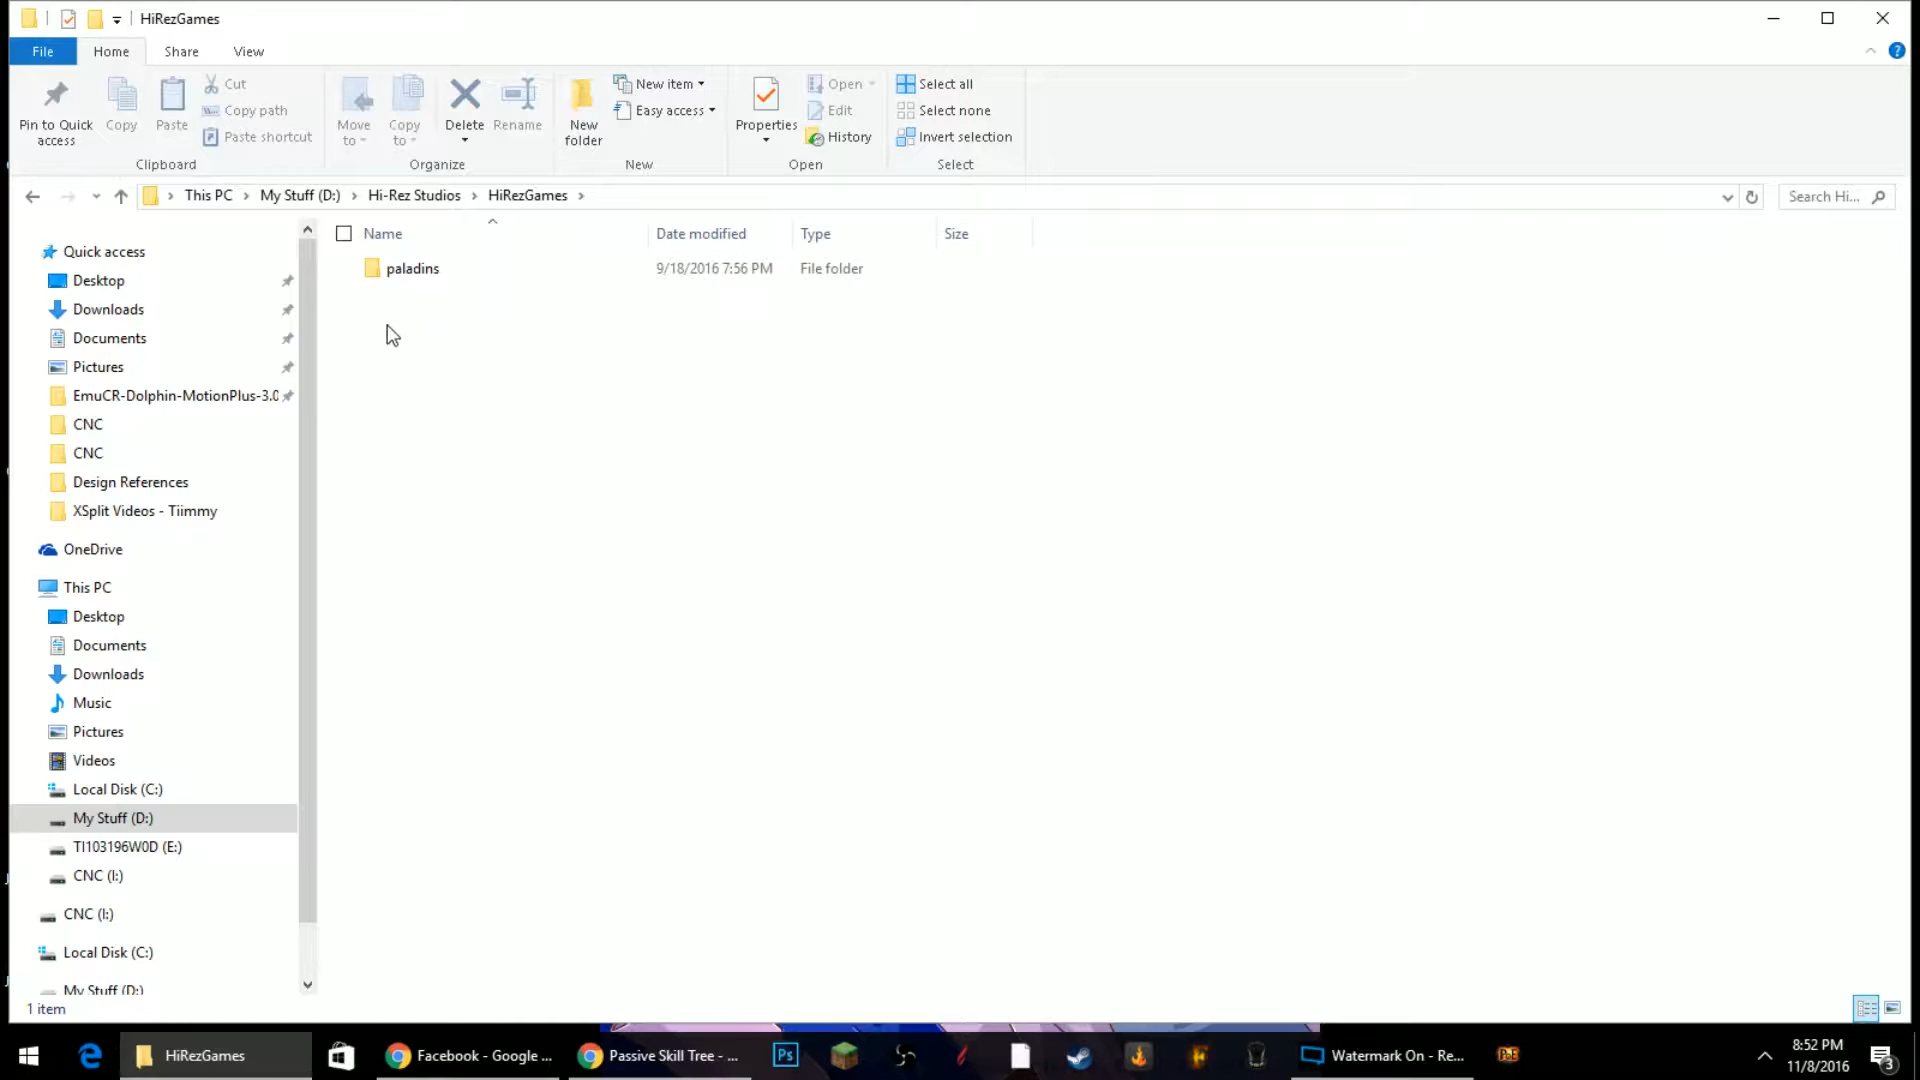 HiRezGames
File Home Share View
Pin to Quick access
Copy
Paste
Cut
Copy path
Paste shortcut
Clipboard
Move to
Copy to
Delete
Rename
Organize
New folder
New item
Easy access
New
Properties
Open
Edit
History
Open
Select all
Select none
Invert selection
Select
This PC > My Stuff (D:) > Hi-Rez Studios > HiRezGames >
Search Hi...
Name Date modified Type Size
paladins 9/18/2016 7:56 PM File folder
Quick access
Desktop
Downloads
Documents
Pictures
EmuCR-Dolphin-MotionPlus-3.0
CNC
CNC
Design References
XSplit Videos - Tiimmy
OneDrive
This PC
Desktop
Documents
Downloads
Music
Pictures
Videos
Local Disk (C:)
My Stuff (D:)
TI103196W0D (E:)
CNC (I:)
CNC (I:)
Local Disk (C:)
My Stuff (D:)
1 item
HiRezGames
Facebook - Google ...
Passive Skill Tree - ...
Ps
Watermark On - Re...
PoE
8:52 PM
11/8/2016
3